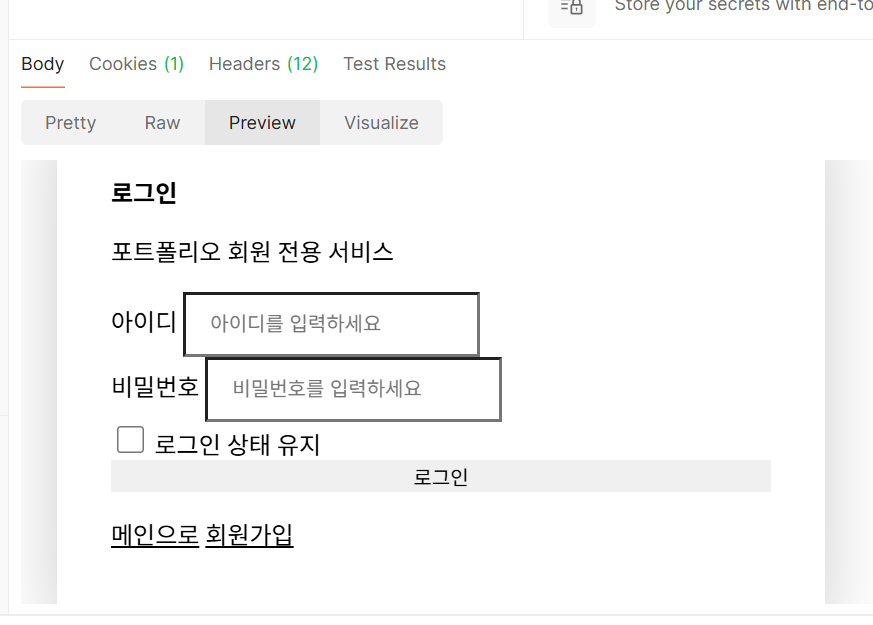 Store your secrets with end-to
Body Cookies (1) Headers (12) Test Results
Pretty Raw Preview Visualize
로그인
포트폴리오 회원 전용 서비스
아이디 아이디를 입력하세요
비밀번호 비밀번호를 입력하세요
로그인 상태 유지
로그인
메인으로 회원가입